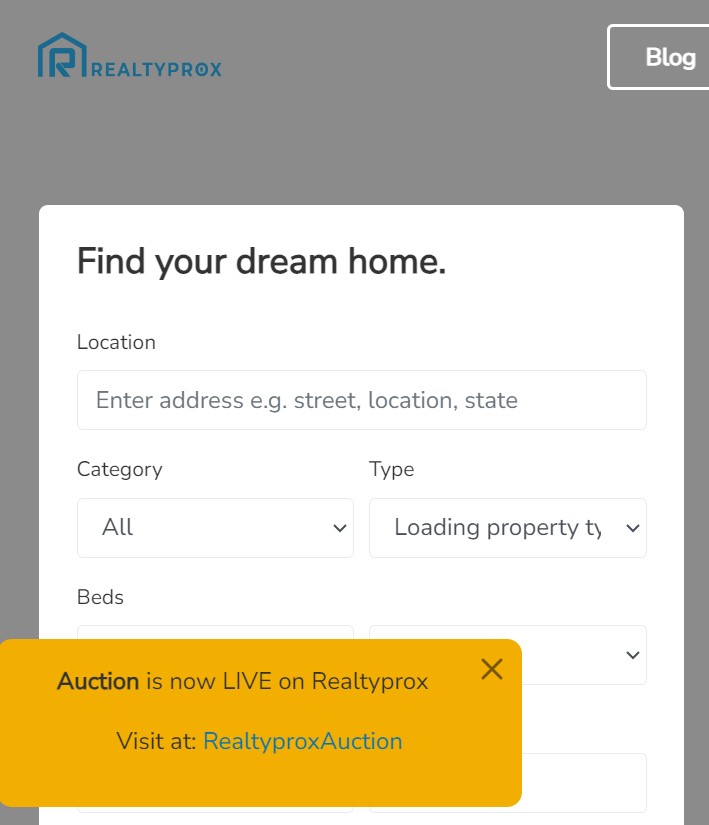 REALTYPROX
Blog
Find your dream home.
Location
Enter address e.g. street, location, state
Category Type
All Loading property ty
Beds
Auction is now LIVE on Realtyprox
Visit at: RealtyproxAuction